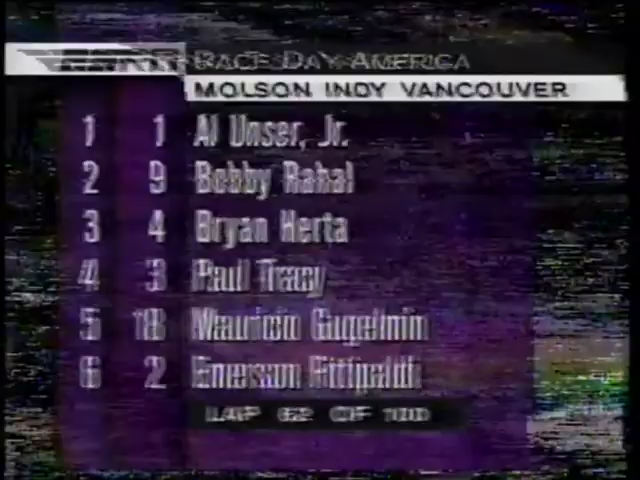 RACE DAY AMERICA
MOLSON INDY VANCOUVER
1 1 Al Unser, Jr.
2 9 Bobby Rahal
3 4 Bryan Herta
4 3 Paul Tracy
5 18 Mauricio Gugelmin
6 2 Emerson Fittipaldi
LAP 62 OF 100